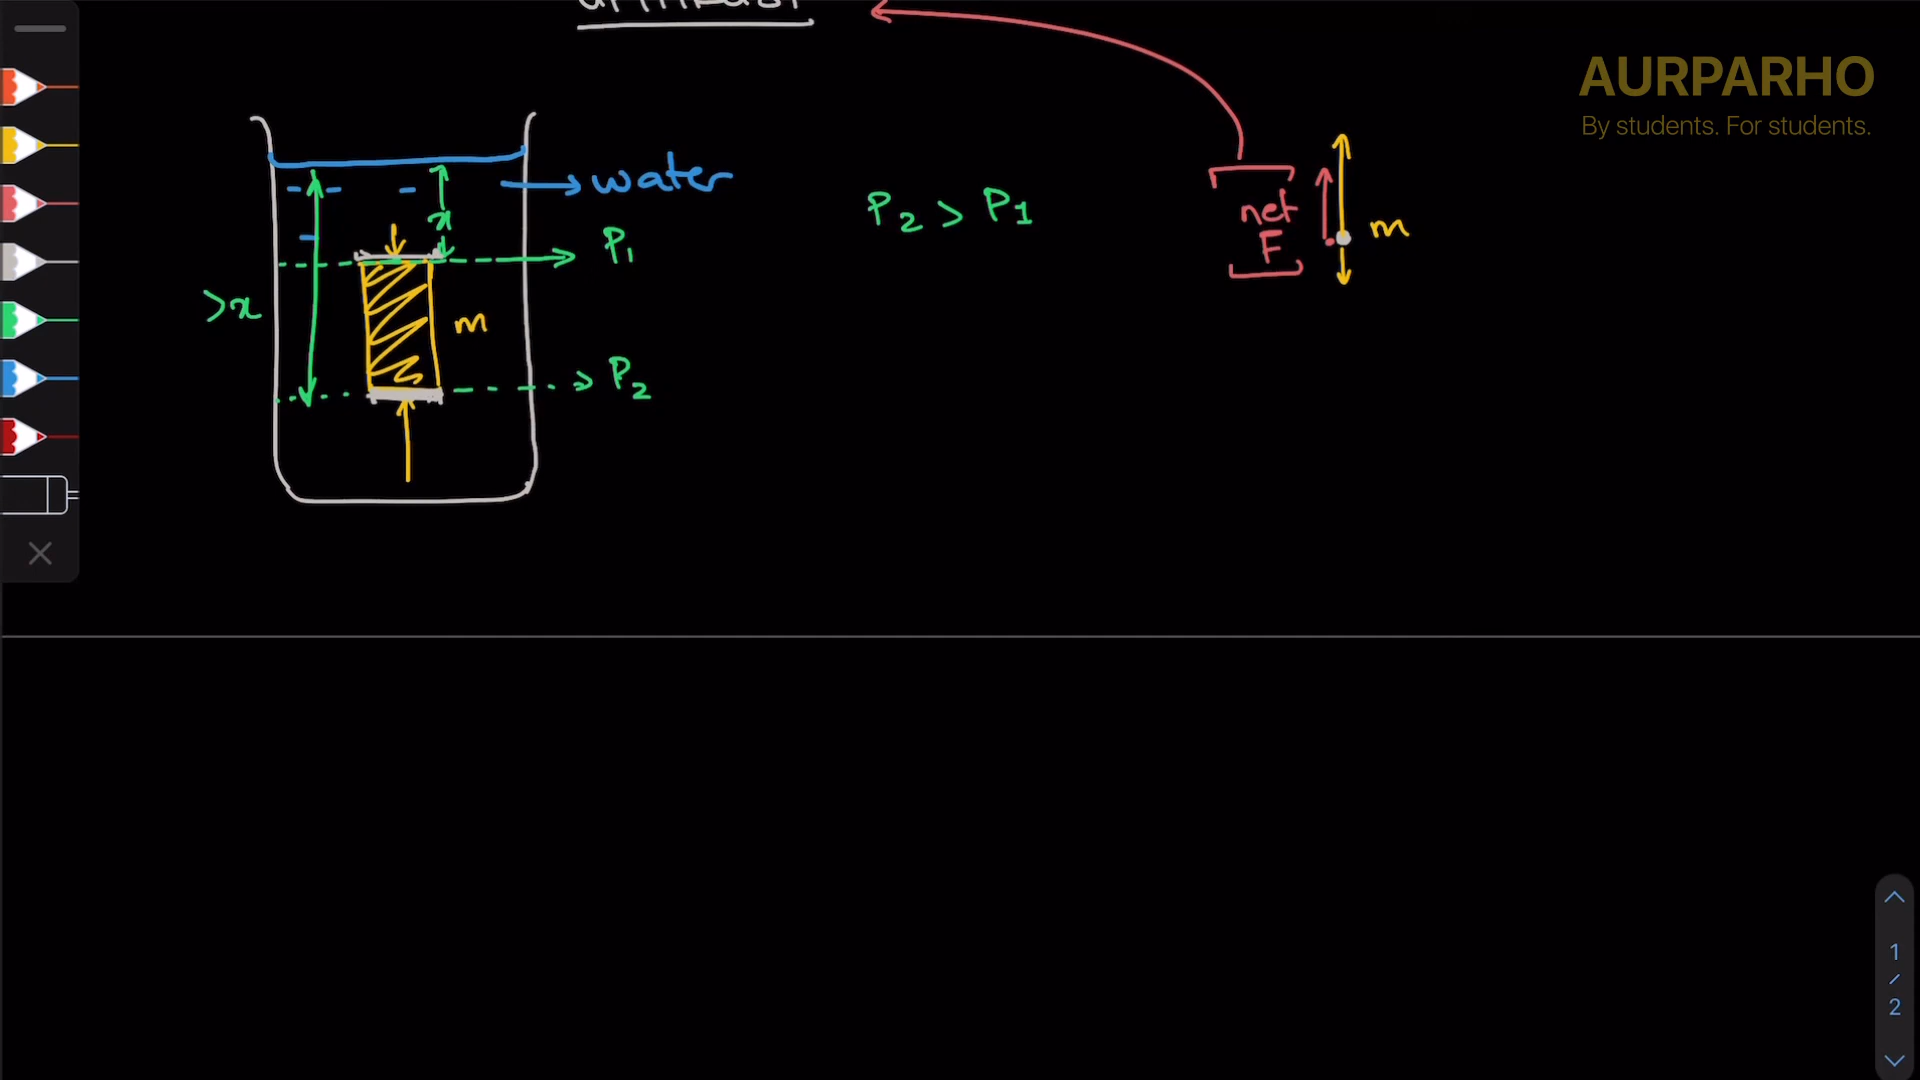 AURPARHO
By students. For students.
water
x
P₂ > P₁
net
F
m
P₁
>x
m
P₂
1
/
2